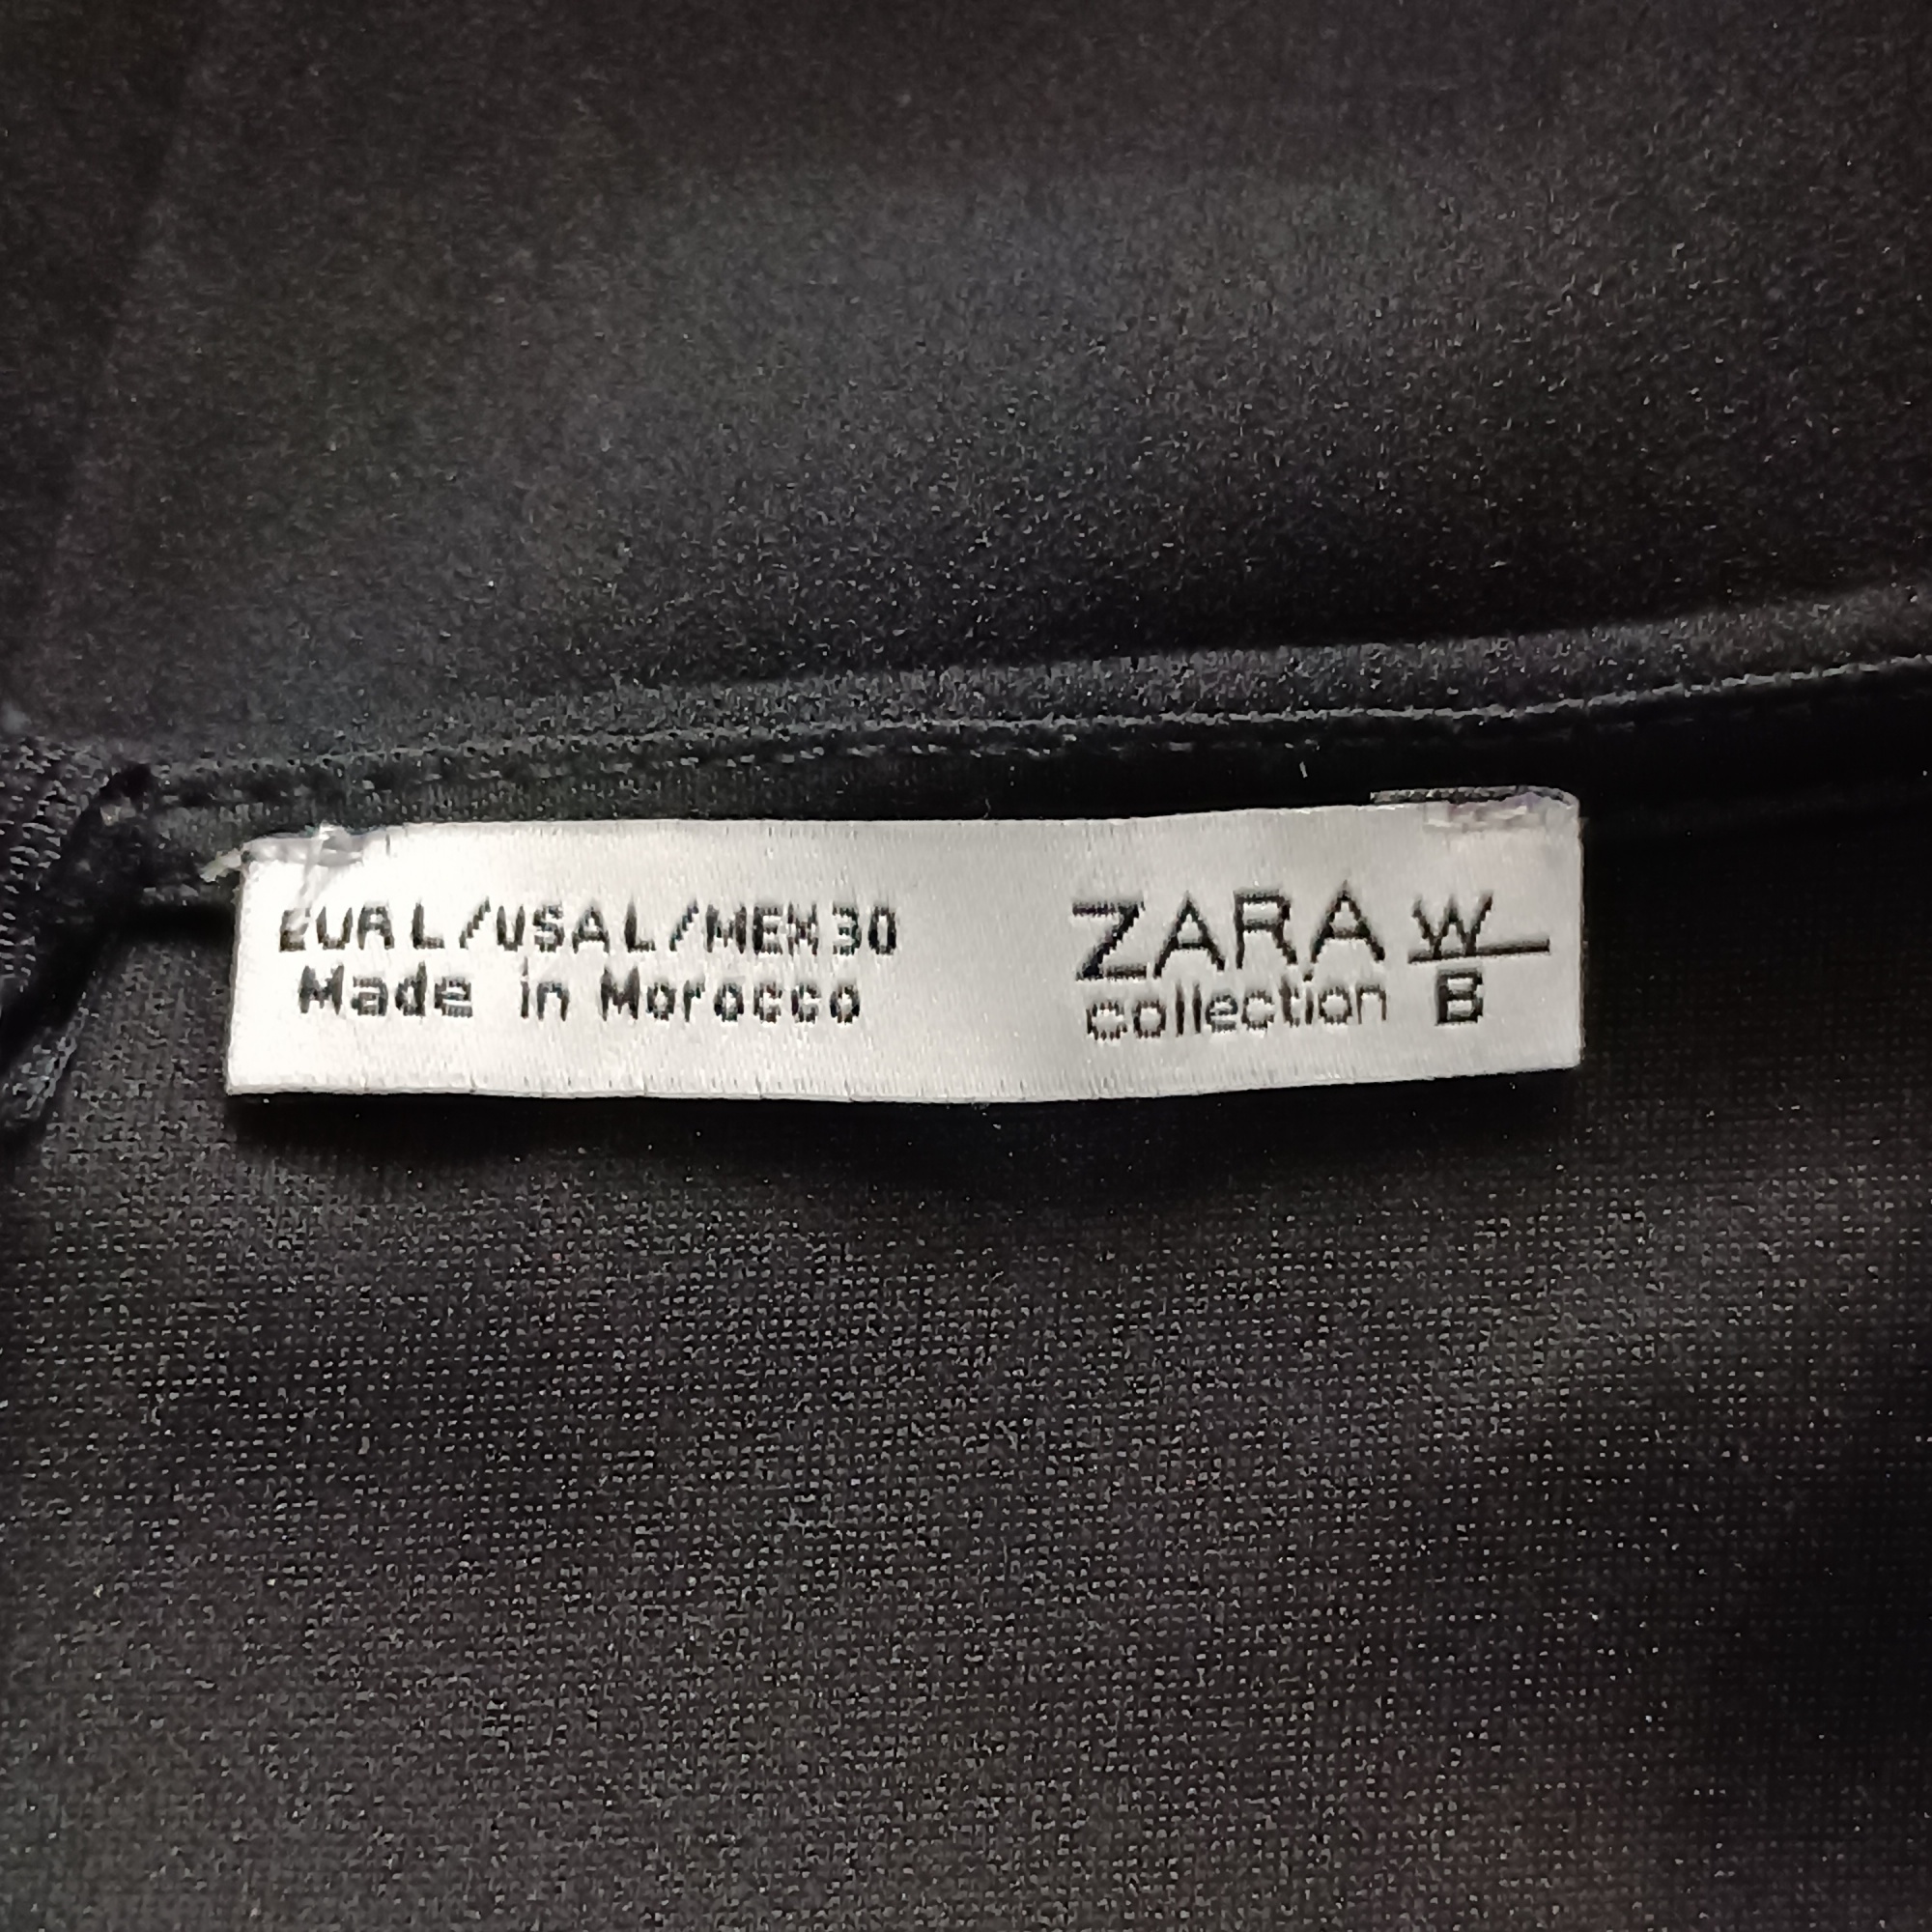 EUR L/USA L/MEX 30
Made in Morocco
ZARA W
collection B